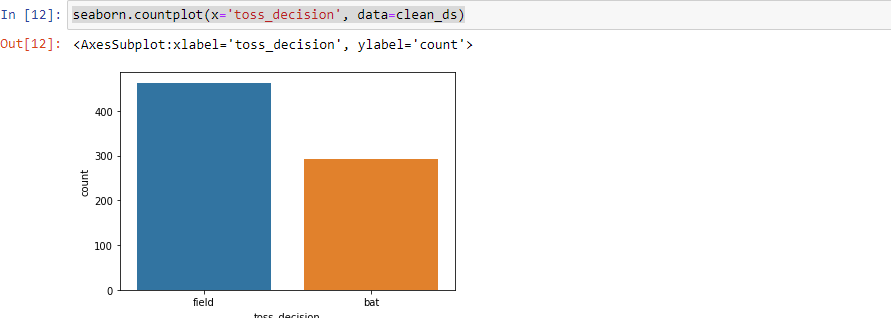 In [12]: seaborn.countplot(x='toss_decision', data=clean_ds)
Out[12]: <AxesSubplot:xlabel='toss_decision', ylabel='count'>
400
300
200
100
0
count
field bat
toss_decision